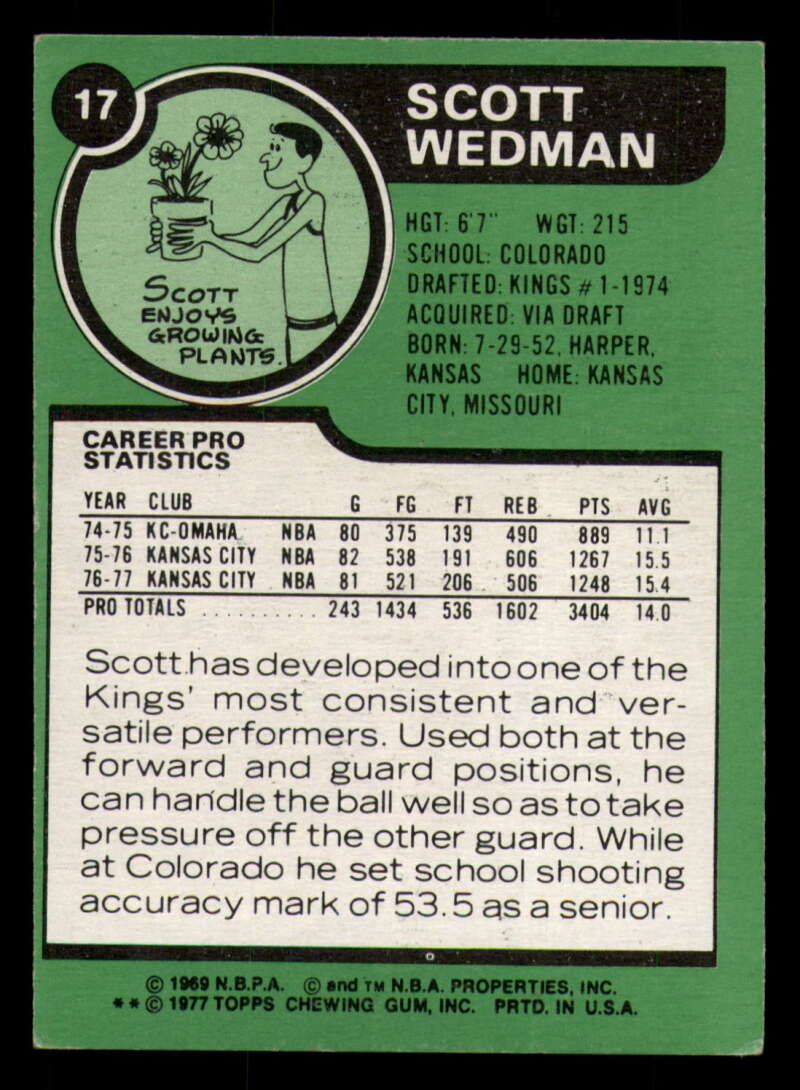 17
SCOTT
WEDMAN
SCOTT
ENJOYS
GROWING
PLANTS.
HGT: 6'7" WGT: 215
SCHOOL: COLORADO
DRAFTED: KINGS #1-1974
ACQUIRED: VIA DRAFT
BORN: 7-29-52, HARPER,
KANSAS HOME: KANSAS
CITY, MISSOURI
CAREER PRO
STATISTICS
YEAR CLUB G FG FT REB PTS AVG
74-75 KC-OMAHA NBA 80 375 139 490 889 11.1
75-76 KANSAS CITY NBA 82 538 191 606 1267 15.5
76-77 KANSAS CITY NBA 81 521 206 506 1248 15.4
PRO TOTALS .......... 243 1434 536 1602 3404 14.0
Scott has developed into one of the
Kings' most consistent and ver-
satile performers. Used both at the
forward and guard positions, he
can handle the ball well so as to take
pressure off the other guard. While
at Colorado he set school shooting
accuracy mark of 53.5 as a senior.
© 1969 N.B.P.A. © and TM N.B.A. PROPERTIES, INC.
**© 1977 TOPPS CHEWING GUM, INC. PRTD. IN U.S.A.